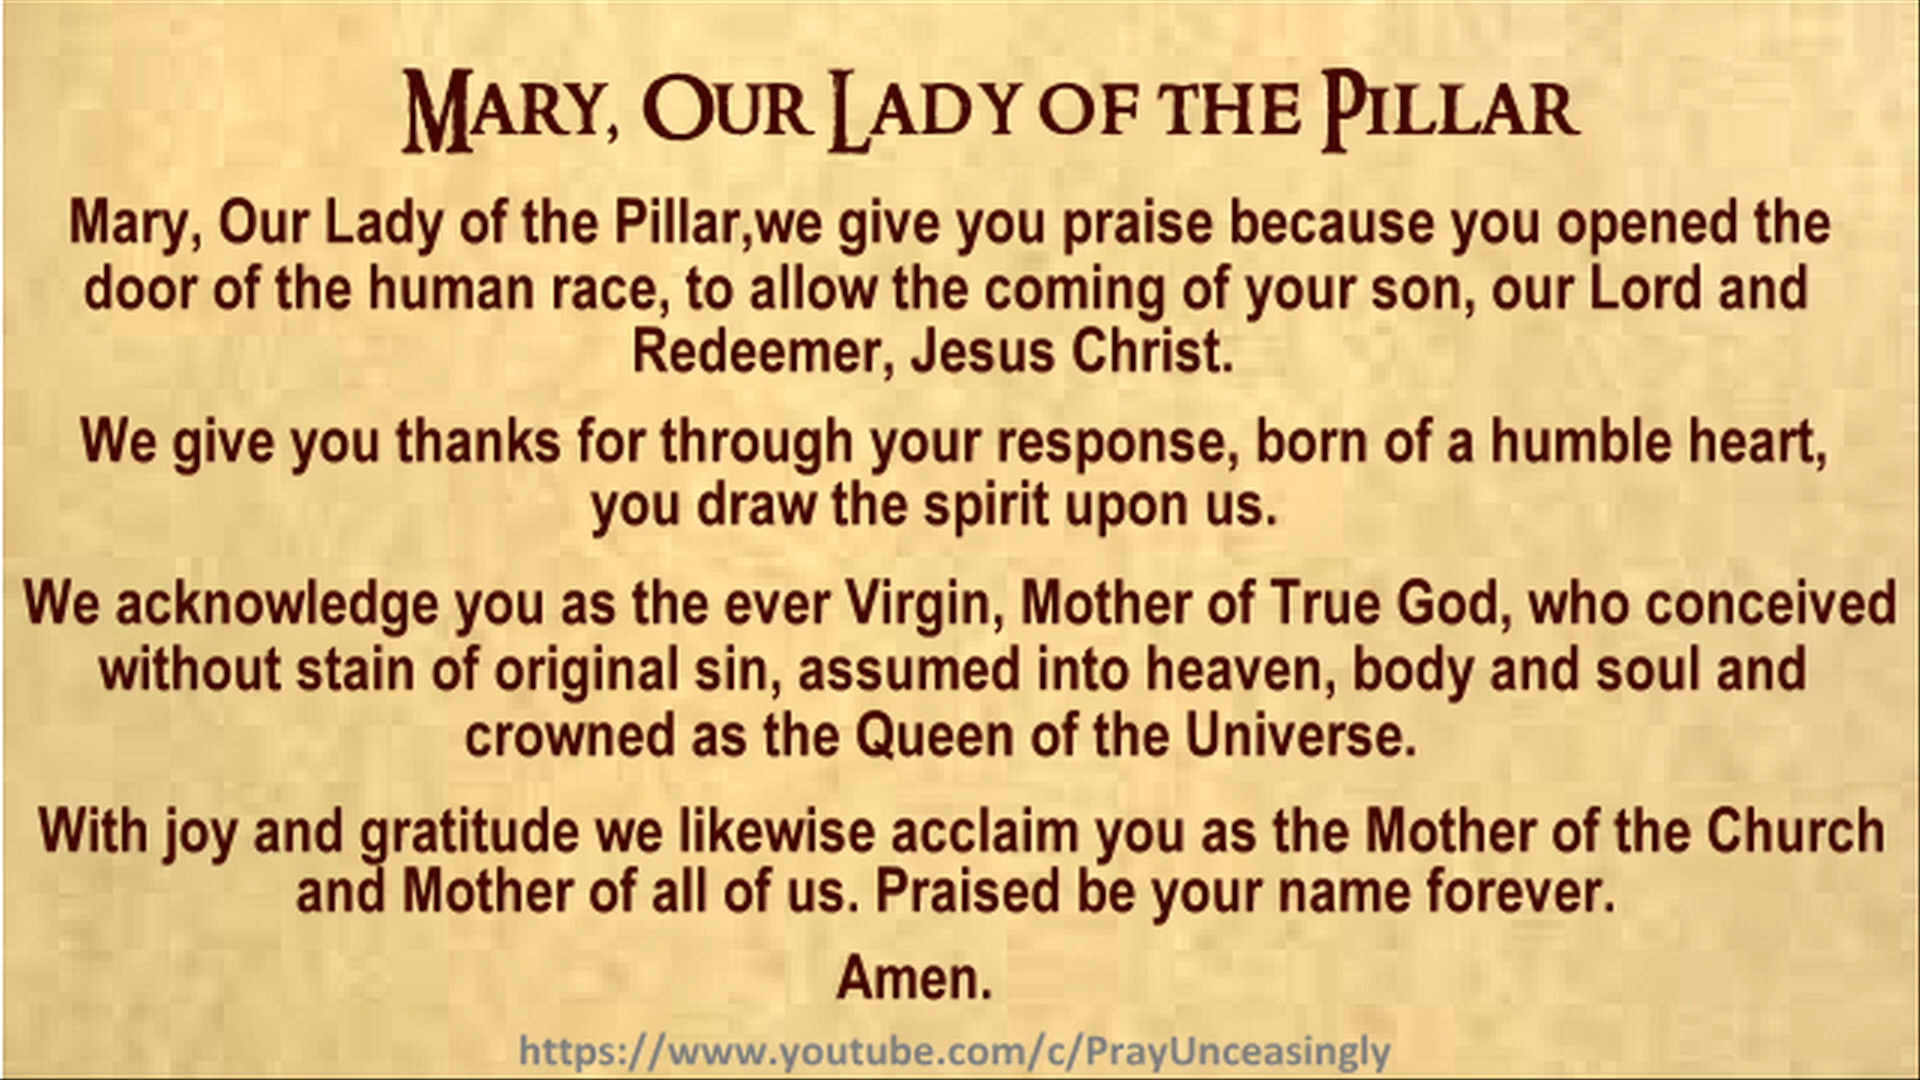 Mary, Our Lady of the Pillar
Mary, Our Lady of the Pillar,we give you praise because you opened the
door of the human race, to allow the coming of your son, our Lord and
Redeemer, Jesus Christ.
We give you thanks for through your response, born of a humble heart,
you draw the spirit upon us.
We acknowledge you as the ever Virgin, Mother of True God, who conceived
without stain of original sin, assumed into heaven, body and soul and
crowned as the Queen of the Universe.
With joy and gratitude we likewise acclaim you as the Mother of the Church
and Mother of all of us. Praised be your name forever.
Amen.
https://www.youtube.com/c/PrayUnceasingly